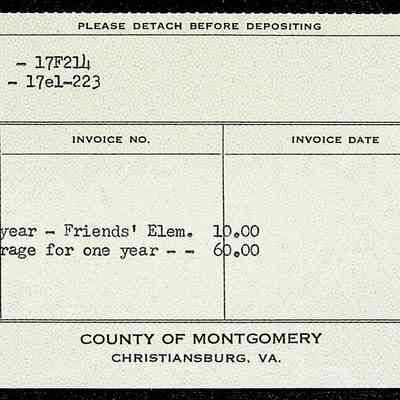 PLEASE DETACH BEFORE DEPOSITING
- 17F214
- 17e1-223
INVOICE NO. INVOICE DATE
year - Friends' Elem. 10.00
rage for one year - - 60.00
COUNTY OF MONTGOMERY
CHRISTIANSBURG, VA.